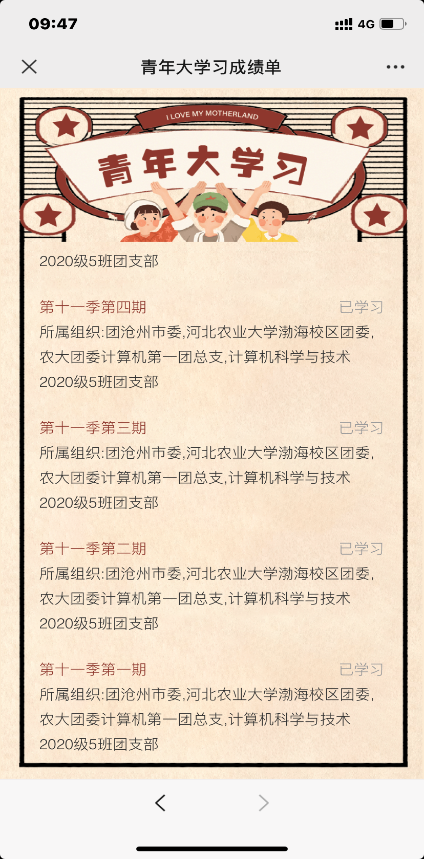 09:47
4G
青年大学习成绩单
I LOVE MY MOTHERLAND
青年大学习
2020级5班团支部
第十一季第四期 已学习
所属组织:团沧州市委,河北农业大学渤海校区团委,
农大团委计算机第一团总支,计算机科学与技术
2020级5班团支部
第十一季第三期 已学习
所属组织:团沧州市委,河北农业大学渤海校区团委,
农大团委计算机第一团总支,计算机科学与技术
2020级5班团支部
第十一季第二期 已学习
所属组织:团沧州市委,河北农业大学渤海校区团委,
农大团委计算机第一团总支,计算机科学与技术
2020级5班团支部
第十一季第一期 已学习
所属组织:团沧州市委,河北农业大学渤海校区团委,
农大团委计算机第一团总支,计算机科学与技术
2020级5班团支部